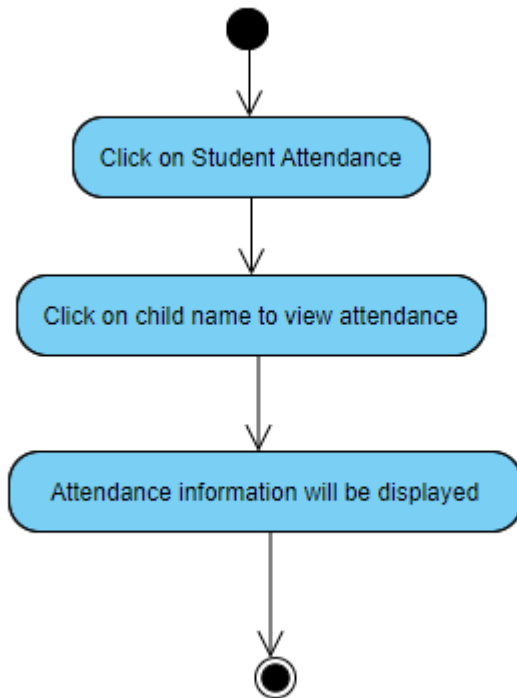 Click on Student Attendance
Click on child name to view attendance
Attendance information will be displayed